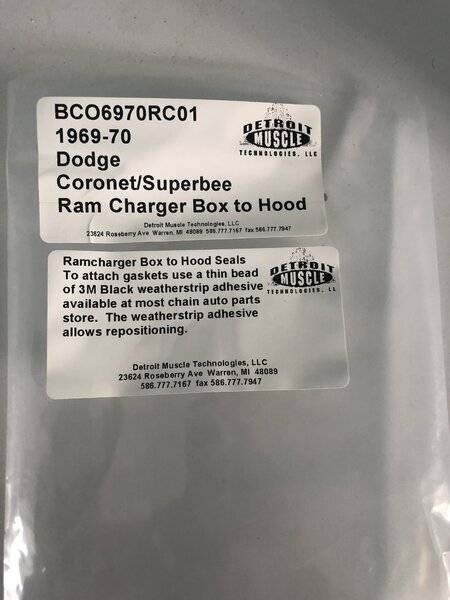 BCO6970RC01
1969-70
Dodge
Coronet/Superbee
Ram Charger Box to Hood
DETROIT
MUSCLE
TECHNOLOGIES, LLC
Detroit Muscle Technologies, LLC
23624 Roseberry Ave Warren, MI 48089 586.777.7167 fax 586.777.7947
Ramcharger Box to Hood Seals
To attach gaskets use a thin bead
of 3M Black weatherstrip adhesive
available at most chain auto parts
store. The weatherstrip adhesive
allows repositioning.
DETROIT
MUSCLE
TECHNOLOGIES, LL
Detroit Muscle Technologies, LLC
23624 Roseberry Ave Warren, MI 48089
586.777.7167 fax 586.777.7947